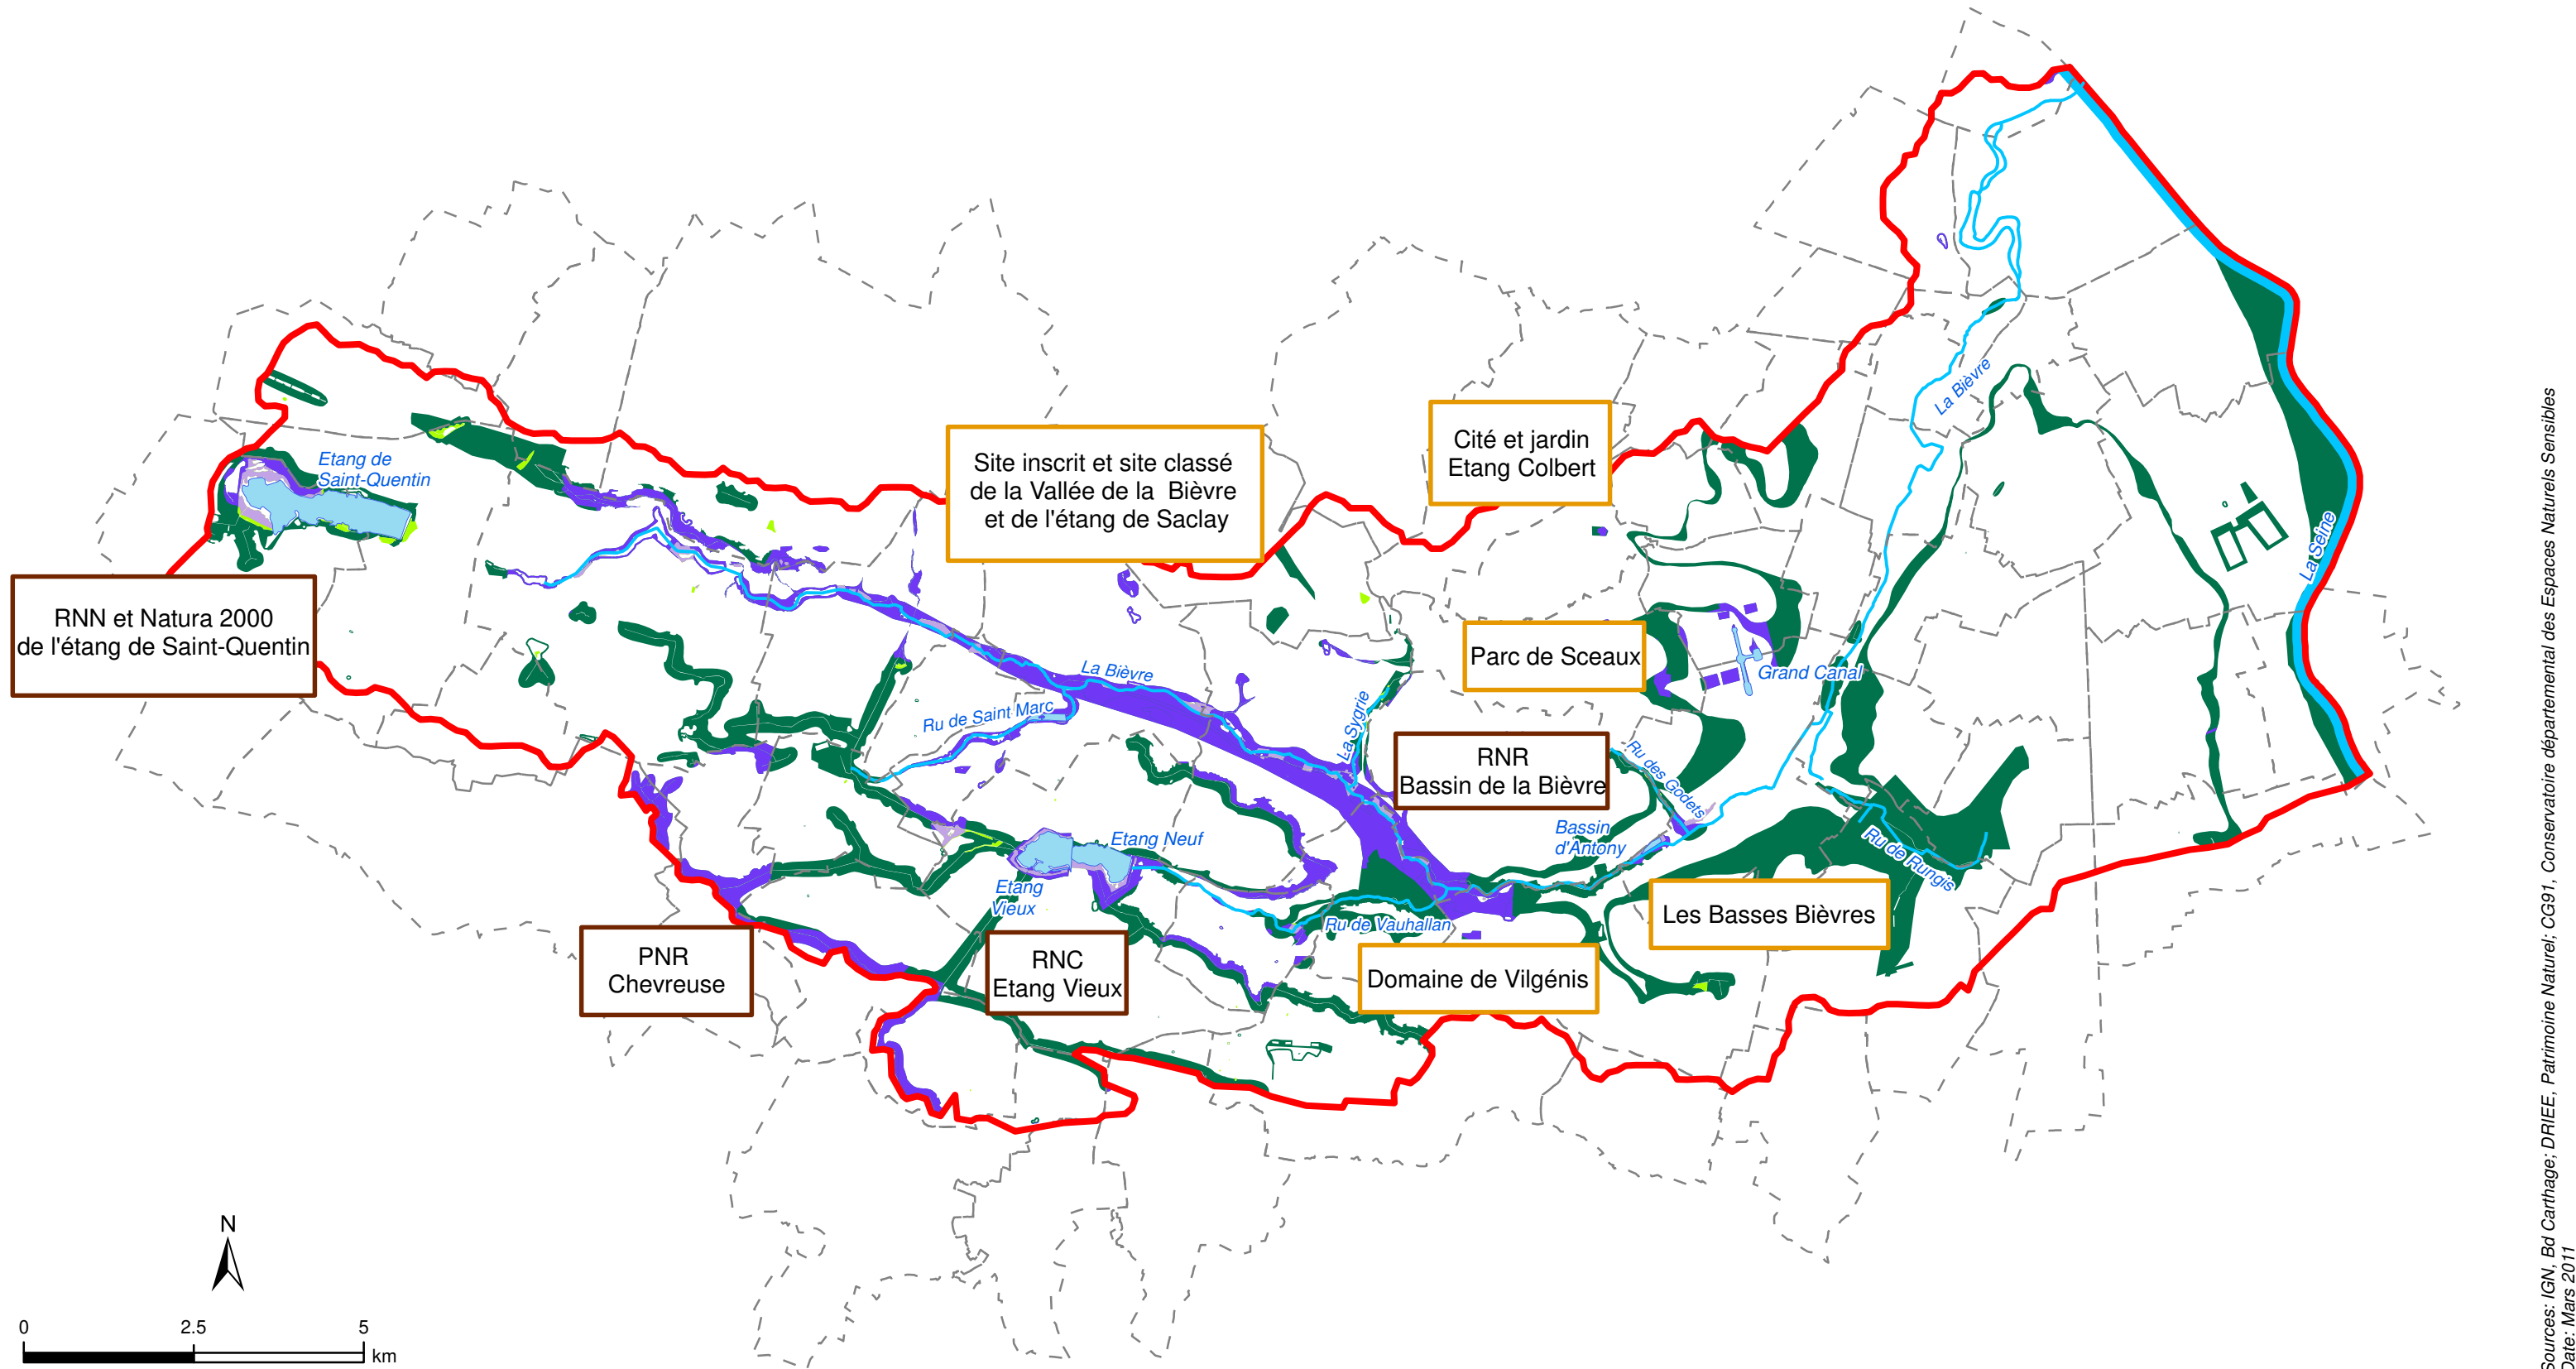 La Bièvre
Cité et jardin
Etang Colbert
Site inscrit et site classé
de la Vallée de la Bièvre
et de l'étang de Saclay
Etang de
Saint-Quentin
La Seine
RNN et Natura 2000
de l'étang de Saint-Quentin
Parc de Sceaux
Grand Canal
La Bièvre
Ru de Saint Marc
La Sygrie
RNR
Bassin de la Bièvre
Ru des Godets
Bassin
d'Antony
Etang Neuf
Ru de Rungis
Etang
Vieux
Ru de Vauhallan
Les Basses Bièvres
PNR
Chevreuse
RNC
Etang Vieux
Domaine de Vilgénis
N
0 2.5 5
km
Sources: IGN, Bd Carthage; DRIEE, Patrimoine Naturel; CG91, Conservatoire départemental des Espaces Naturels Sensibles
Date: Mars 2011